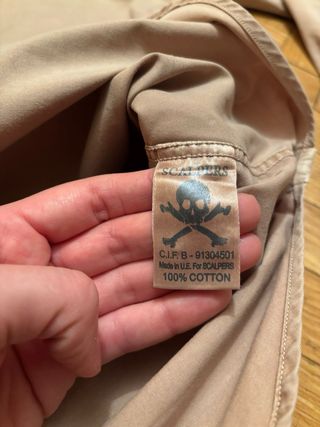 SCALPERS
C.I.F. B - 91304501
Made in U.E. For SCALPERS
100% COTTON